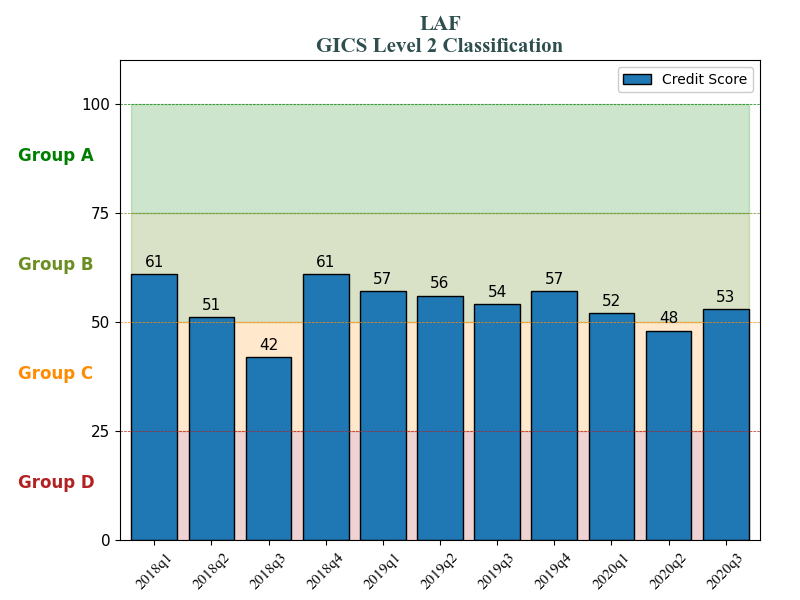 LAF
GICS Level 2 Classification
Credit Score
100
Group A
75
Group B
61
51
42
61
57
56
54
57
52
48
53
50
Group C
25
Group D
0
2018q1
2018q2
2018q3
2018q4
2019q1
2019q2
2019q3
2019q4
2020q1
2020q2
2020q3